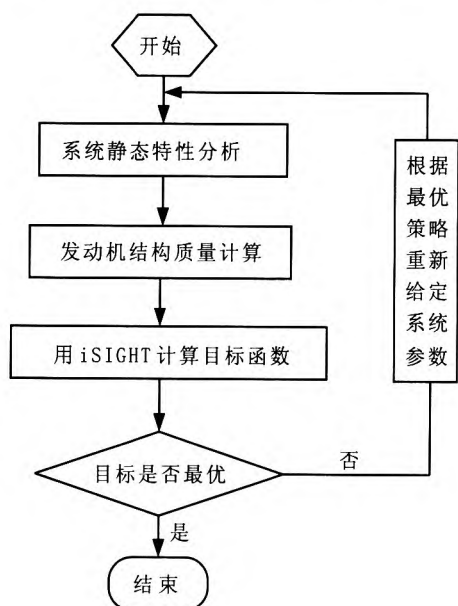 开始
系统静态特性分析
发动机结构质量计算
用iSIGHT计算目标函数
目标是否最优
否
是
结束
根据
最优
策略
重新
给定
系统
参数